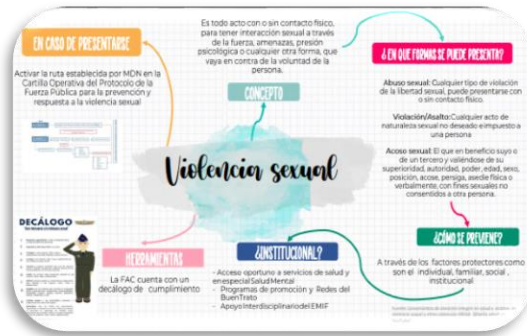 Es todo acto con o sin contacto físico,
para tener interacción sexual a través
de la fuerza, amenazas, presión
psicológica o cualquier otra forma, que
vaya en contra de la voluntad de la
persona.
CONCEPTO
EN CASO DE PRESENTARSE
Activar la ruta establecida por MDN en la
Cartilla Operativa del Protocolo de la
Fuerza Pública para la prevención y
respuesta a la violencia sexual
¿EN QUE FORMAS SE PUEDE PRESENTA?
Abuso sexual: Cualquier tipo de violación
de la libertad sexual, puede presentarse con
o sin contacto físico.
Violación/Asalto:Cualquier acto de
naturaleza sexual no deseado e impuesto a
una persona
Acoso sexual: El que en beneficio suyo o
de un tercero y valiéndose de su
superioridad, autoridad, poder, edad, sexo,
posición, acose, persiga, asedie física o
verbalmente, con fines sexuales no
consentidos a otra persona.
Violencia sexual
¿CÓMO SE PREVIENE?
A través de los factores protectores como
son el individual, familiar, social ,
institucional
¿INSTITUCIONAL?
- Acceso oportuno a servicios de salud y
en especial Salud Mental
- Programas de promoción y Redes del
Buen Trato
- Apoyo Interdisciplinario del EMIF
HERRAMIENTAS
La FAC cuenta con un
decálogo de cumplimiento
DECÁLOGO